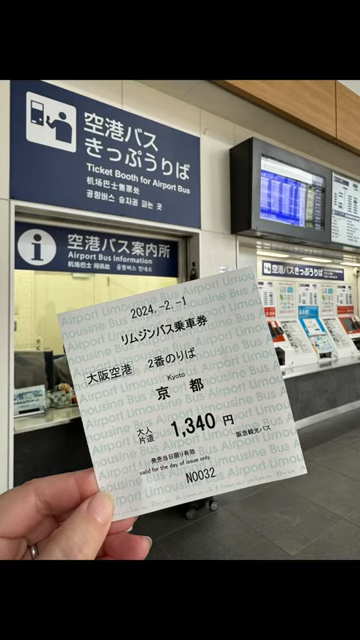 空港バス
きっぷうりば
Ticket Booth for Airport Bus
机场巴士售票处
공항버스 승차권 파는 곳
空港バス案内所
Airport Bus Information
空港バスきっぷうりば
2024.-2.-1
リムジンバス乗車券
大阪空港 2番のりば
Kyoto
京都
大人
片道 1,340 円
阪急観光バス
発売当日限り有効
valid for the day of issue only
N0032
Airport Limousine Bus